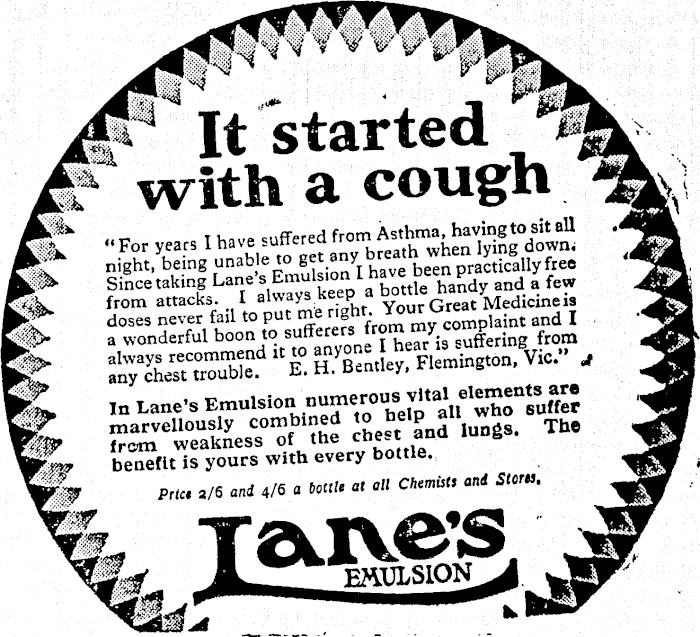 It started
with a cough
"For years I have suffered from Asthma, having to sit all
night, being unable to get any breath when lying down.
Since taking Lane's Emulsion I have been practically free
from attacks. I always keep a bottle handy and a few
doses never fail to put me right. Your Great Medicine is
a wonderful boon to sufferers from my complaint and I
always recommend it to anyone I hear is suffering from
any chest trouble. E. H. Bentley, Flemington, Vic."
In Lane's Emulsion numerous vital elements are
marvellously combined to help all who suffer
from weakness of the chest and lungs. The
benefit is yours with every bottle.
Price 2/6 and 4/6 a bottle at all Chemists and Stores.
Lane's
EMULSION